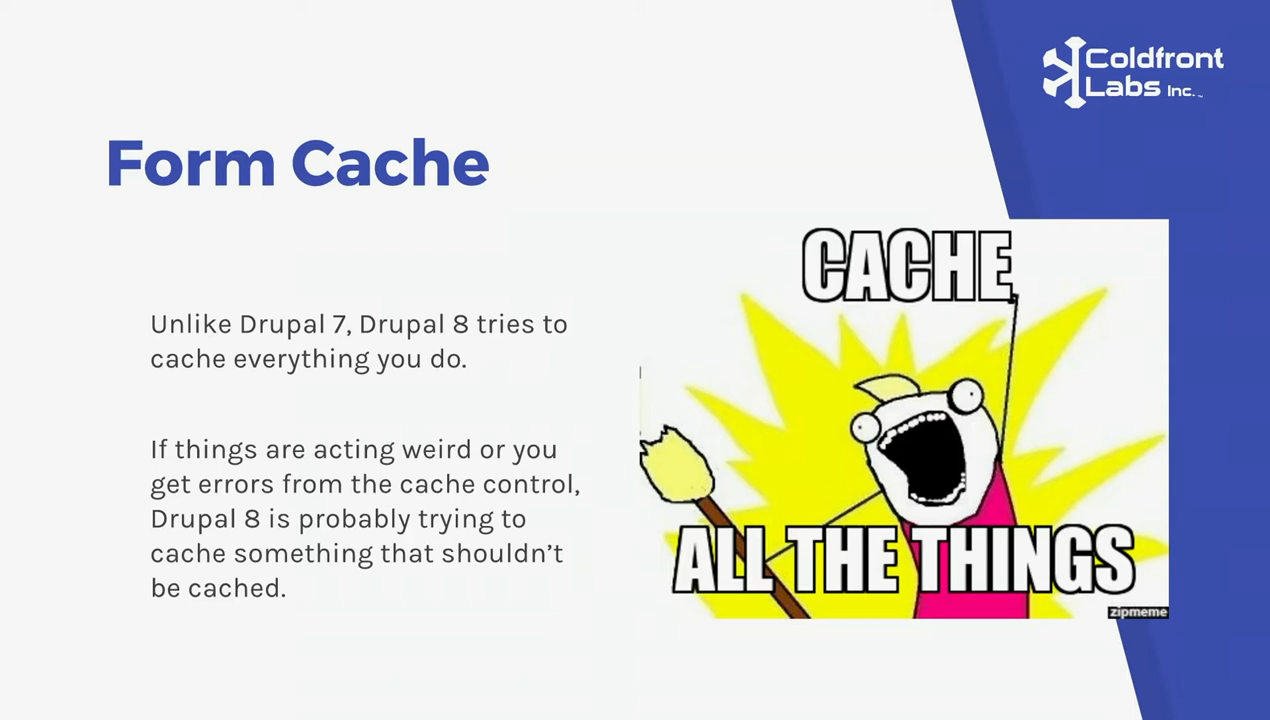 Coldfront
Labs Inc.
Form Cache
Unlike Drupal 7, Drupal 8 tries to
cache everything you do.
If things are acting weird or you
get errors from the cache control,
Drupal 8 is probably trying to
cache something that shouldn’t
be cached.
CACHE
ALL THE THINGS
zipmeme